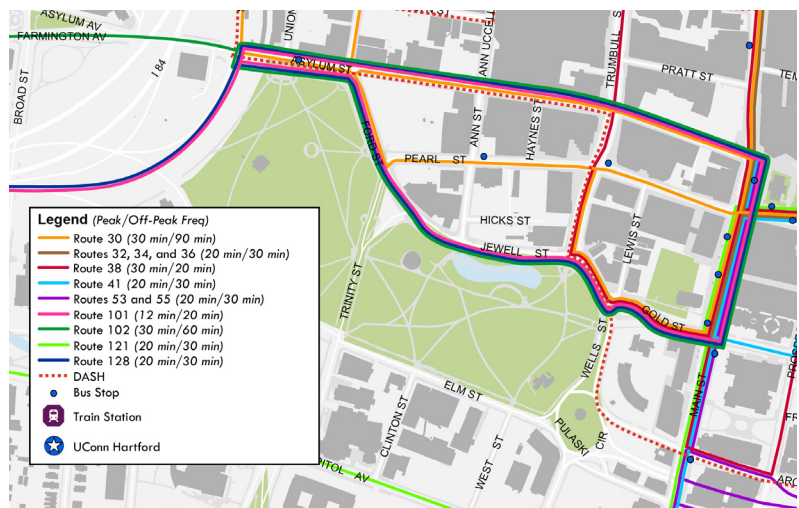 ASYLUM AV
FARMINGTON AV
I 84
BROAD ST
UNION
ANN UCCELL
TRUMBULL S
PRATT ST
TEM
ASYLUM ST
FORD ST
ANN ST
HAYNES ST
PEARL ST
HICKS ST
LEWIS ST
JEWELL ST
GOLD ST
TRINITY ST
WELLS ST
MAIN ST
PROSP
ELM ST
CLINTON ST
WEST ST
PULASKI CIR
ITOL AV
FR
ARC
Legend (Peak/Off-Peak Freq)
Route 30 (30 min/90 min)
Routes 32, 34, and 36 (20 min/30 min)
Route 38 (30 min/20 min)
Route 41 (20 min/30 min)
Routes 53 and 55 (20 min/30 min)
Route 101 (12 min/20 min)
Route 102 (30 min/60 min)
Route 121 (20 min/30 min)
Route 128 (20 min/30 min)
DASH
Bus Stop
Train Station
UConn Hartford